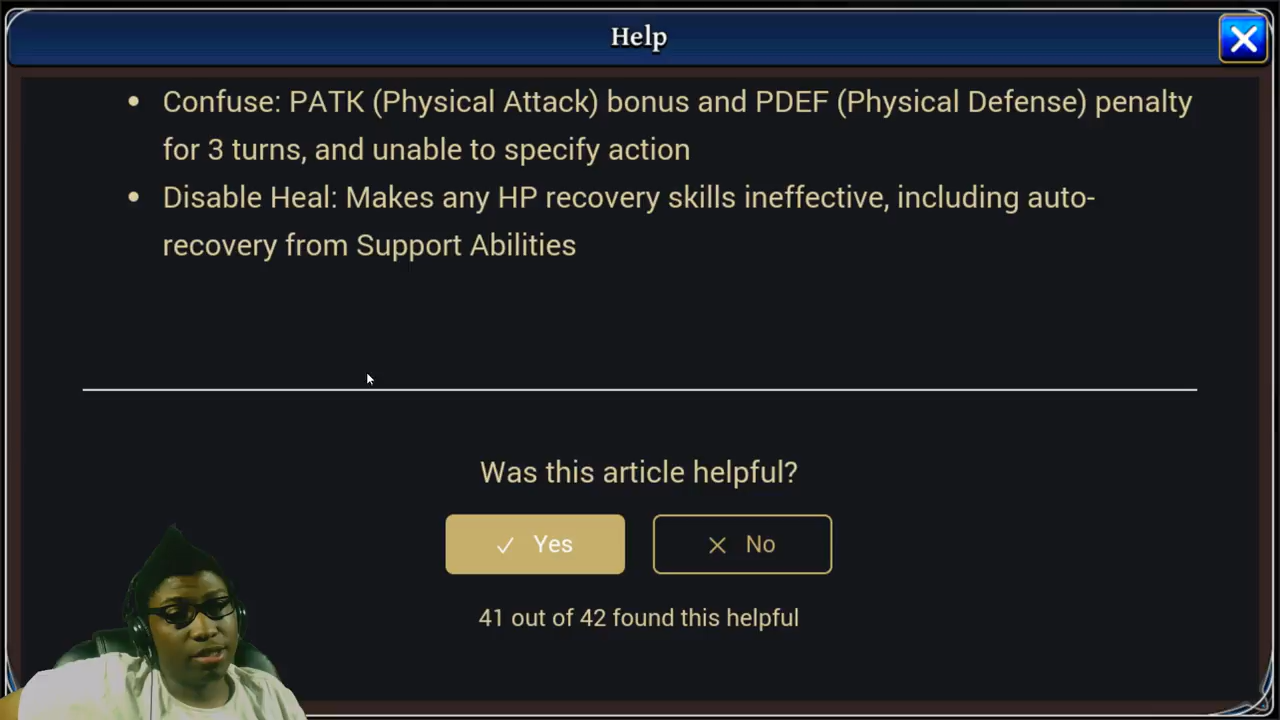 Help
• Confuse: PATK (Physical Attack) bonus and PDEF (Physical Defense) penalty
for 3 turns, and unable to specify action
• Disable Heal: Makes any HP recovery skills ineffective, including auto-
recovery from Support Abilities
Was this article helpful?
Yes
No
41 out of 42 found this helpful